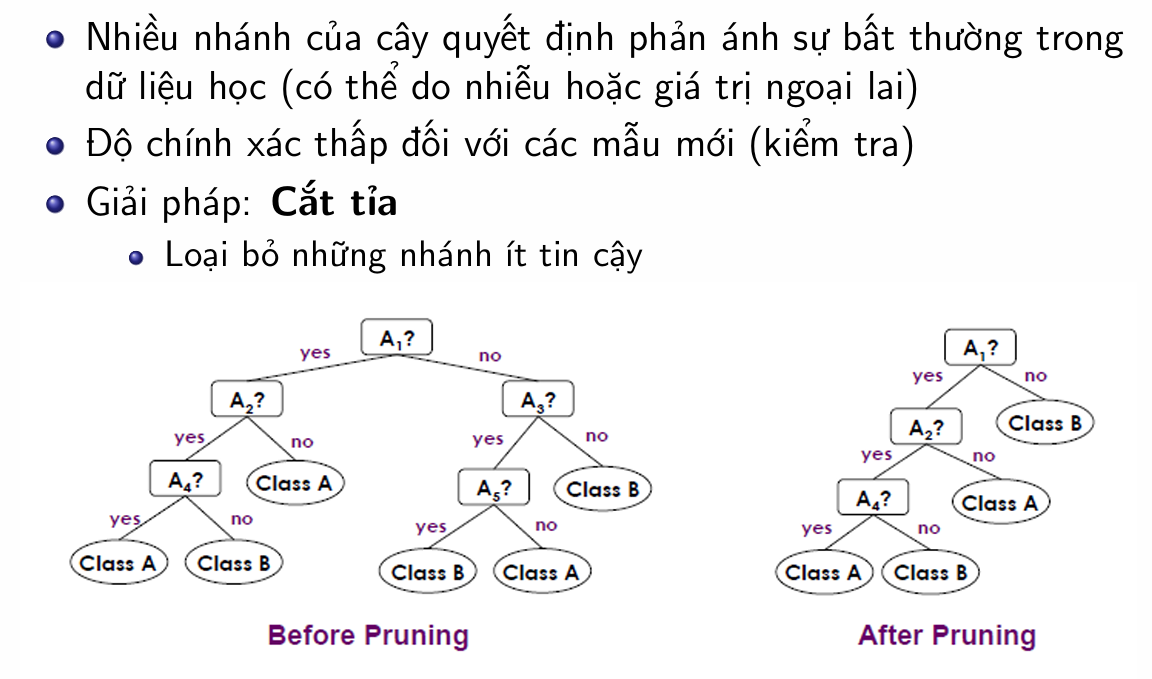 Nhiều nhánh của cây quyết định phản ánh sự bất thường trong
dữ liệu học (có thể do nhiễu hoặc giá trị ngoại lai)
Độ chính xác thấp đối với các mẫu mới (kiểm tra)
Giải pháp: Cắt tỉa
Loại bỏ những nhánh ít tin cậy
A₁?
yes no
A₂? A₃?
yes no yes no
A₄? Class A A₅? Class B
yes no yes no
Class A Class B Class B Class A
Before Pruning
A₁?
yes no
A₂? Class B
yes no
A₄? Class A
yes no
Class A Class B
After Pruning